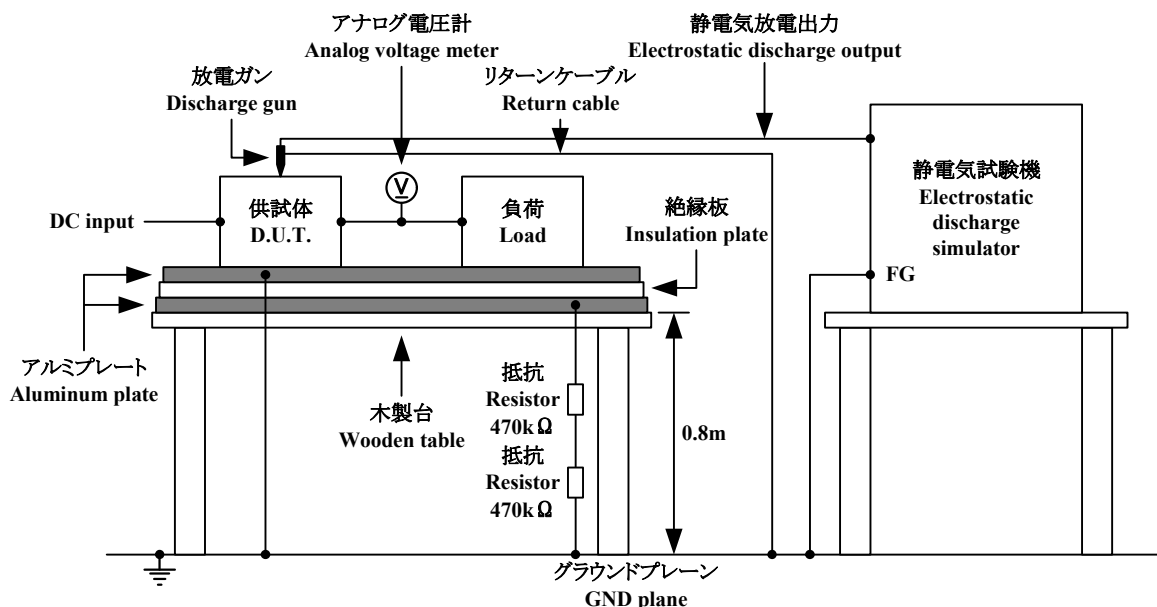 アナログ電圧計
Analog voltage meter
静電気放電出力
Electrostatic discharge output
放電ガン
Discharge gun
リターンケーブル
Return cable
V
DC input
供試体
D.U.T.
負荷
Load
絶縁板
Insulation plate
静電気試験機
Electrostatic
discharge
simulator
FG
アルミプレート
Aluminum plate
木製台
Wooden table
抵抗
Resistor
470kΩ
抵抗
Resistor
470kΩ
0.8m
グラウンドプレーン
GND plane